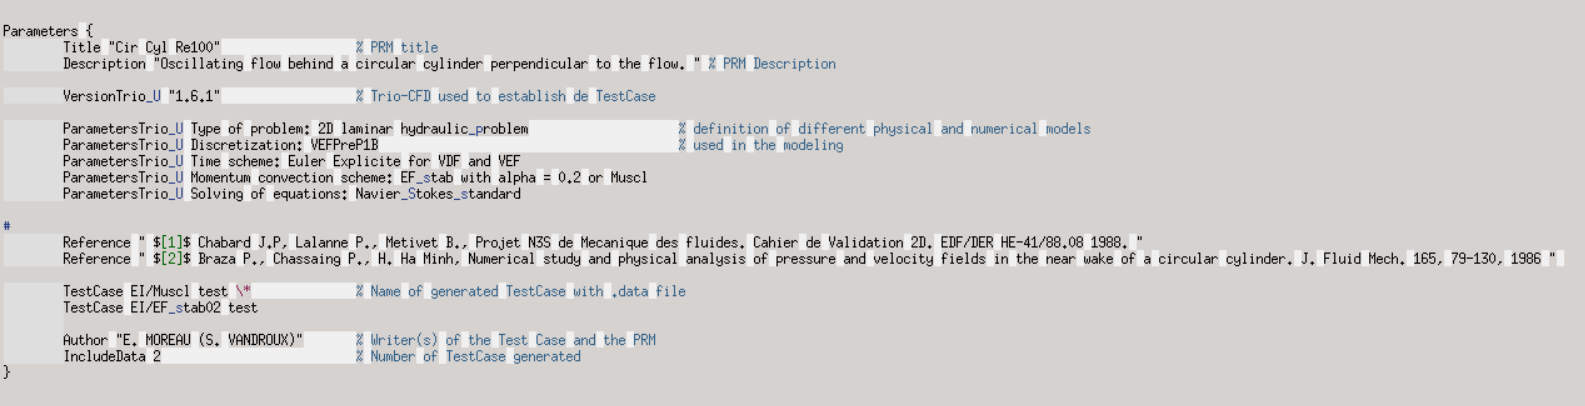 Parameters {
Title "Cir Cyl Re100" % PRM title
Description "Oscillating flow behind a circular cylinder perpendicular to the flow. " % PRM Description
VersionTrio_U "1.6.1" % Trio-CFD used to establish de TestCase
ParametersTrio_U Type of problem: 2D laminar hydraulic_problem % definition of different physical and numerical models
ParametersTrio_U Discretization: VEFPreP1B % used in the modeling
ParametersTrio_U Time scheme: Euler Explicite for VDF and VEF
ParametersTrio_U Momentum convection scheme: EF_stab with alpha = 0.2 or Muscl
ParametersTrio_U Solving of equations: Navier_Stokes_standard
#
Reference " $[1]$ Chabard J.P, Lalanne P., Metivet B., Projet N3S de Mecanique des fluides. Cahier de Validation 2D. EDF/DER HE-41/88.08 1988. "
Reference " $[2]$ Braza P., Chassaing P., H. Ha Minh, Numerical study and physical analysis of pressure and velocity fields in the near wake of a circular cylinder. J. Fluid Mech. 165, 79-130, 1986 "
TestCase EI/Muscl test \* % Name of generated TestCase with .data file
TestCase EI/EF_stab02 test
Author "E. MOREAU (S. VANDROUX)" % Writer(s) of the Test Case and the PRM
IncludeData 2 % Number of TestCase generated
}